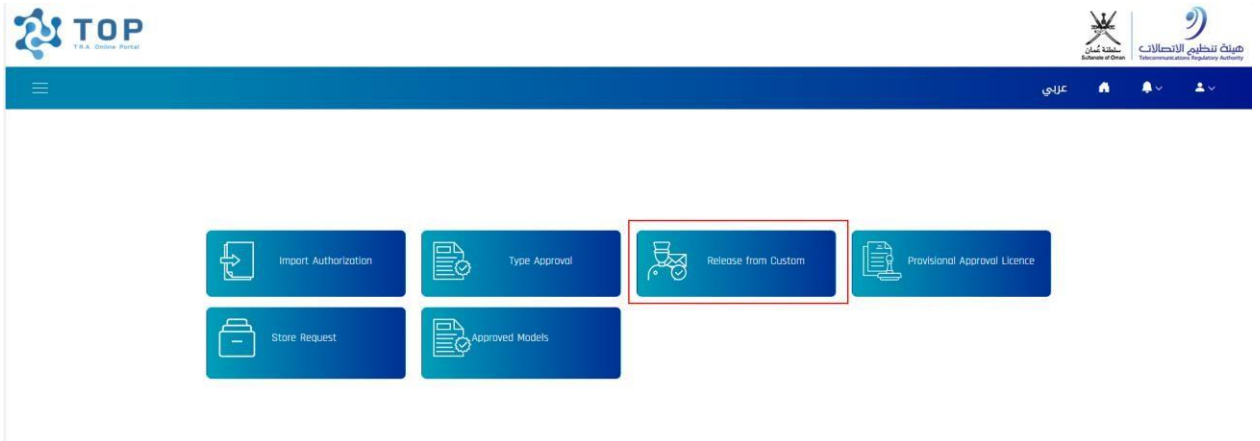 TOP
T.R.A. Online Portal
سلطنة عُمان
Sultanate of Oman
هيئة تنظيم الاتصالات
Telecommunications Regulatory Authority
عربي
Import Authorization
Type Approval
Release from Custom
Provisional Approval Licence
Store Request
Approved Models